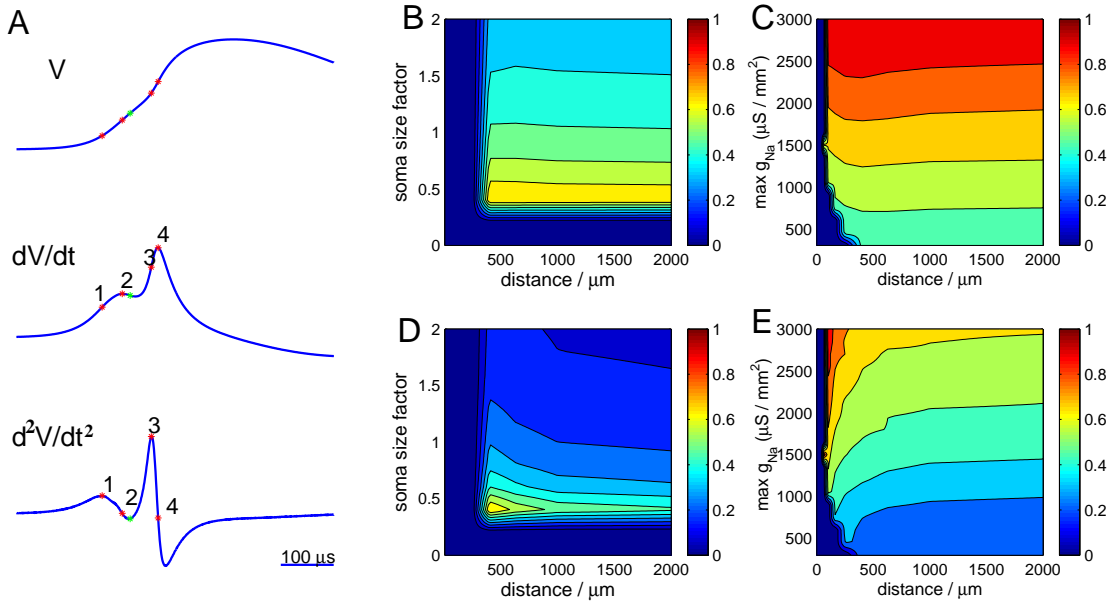 A
V
dV/dt
1
2
3
4
d²V/dt²
1
2
3
4
100 μs
B
soma size factor
2
1.5
1
0.5
0
500 1000 1500 2000
distance / μm
1
0.8
0.6
0.4
0.2
0
C
max g_Na (μS / mm²)
3000
2500
2000
1500
1000
500
0 500 1000 1500 2000
distance / μm
1
0.8
0.6
0.4
0.2
0
D
soma size factor
2
1.5
1
0.5
0
500 1000 1500 2000
distance / μm
1
0.8
0.6
0.4
0.2
0
E
max g_Na (μS / mm²)
3000
2500
2000
1500
1000
500
0 500 1000 1500 2000
distance / μm
1
0.8
0.6
0.4
0.2
0